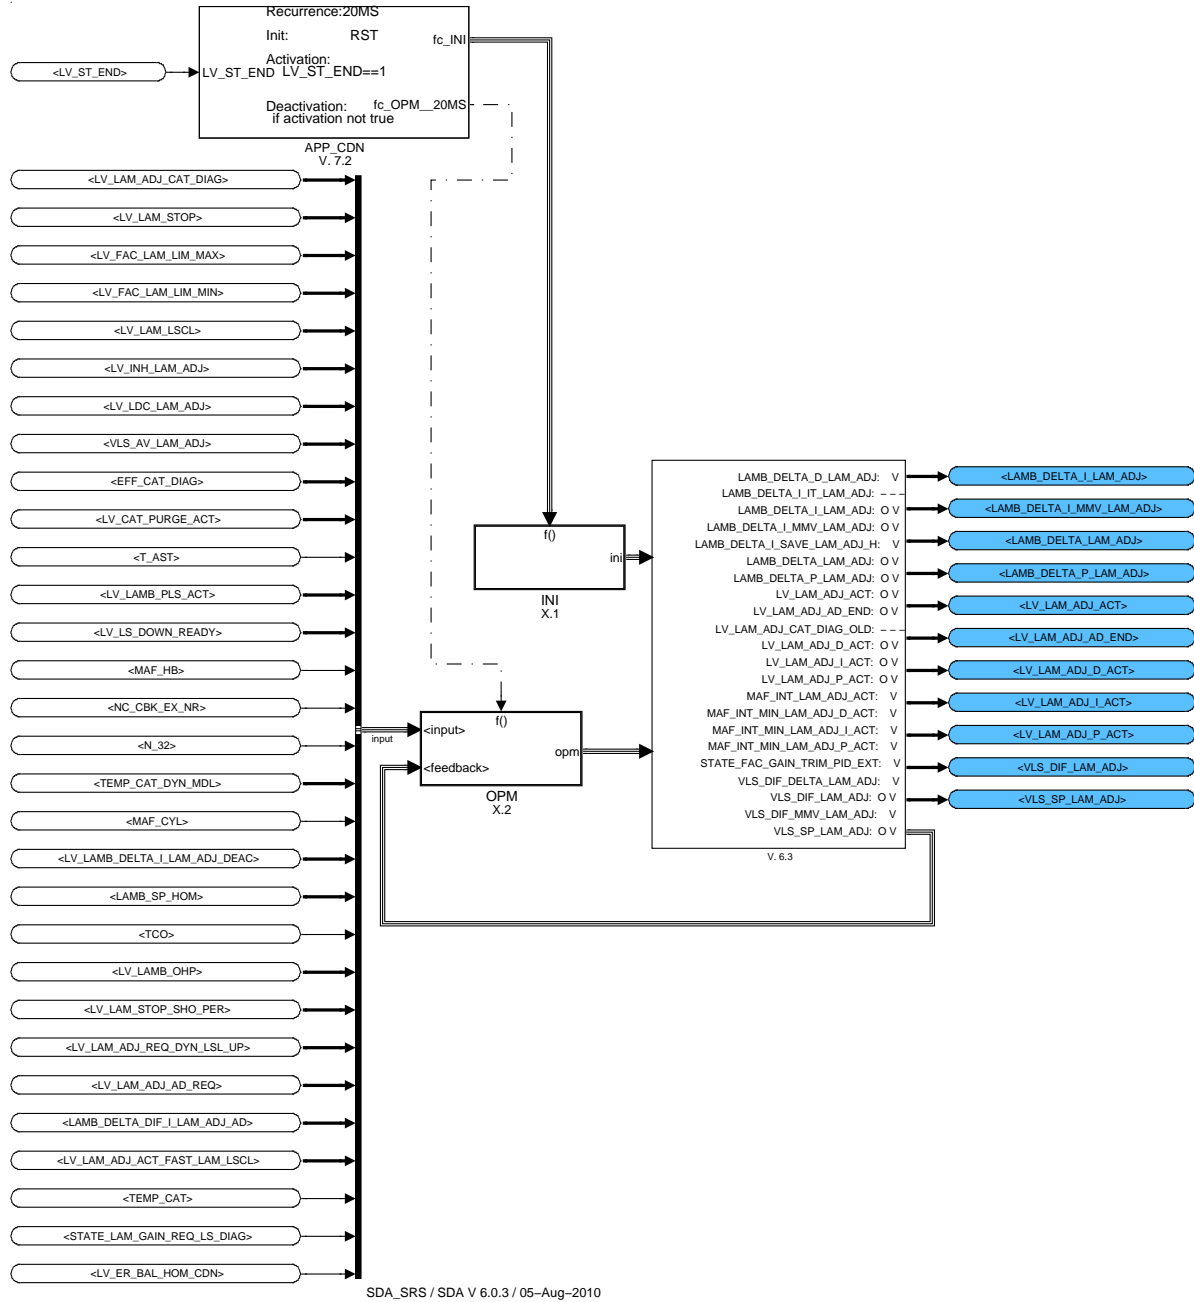 Recurrence:20MS
Init: RST
fc_INI
Activation:
<LV_ST_END>
LV_ST_END LV_ST_END==1
Deactivation: fc_OPM__20MS
if activation not true
APP_CDN
V. 7.2
<LV_LAM_ADJ_CAT_DIAG>
<LV_LAM_STOP>
<LV_FAC_LAM_LIM_MAX>
<LV_FAC_LAM_LIM_MIN>
<LV_LAM_LSCL>
<LV_INH_LAM_ADJ>
<LV_LDC_LAM_ADJ>
<VLS_AV_LAM_ADJ>
<EFF_CAT_DIAG>
<LV_CAT_PURGE_ACT>
<T_AST>
<LV_LAMB_PLS_ACT>
<LV_LS_DOWN_READY>
<MAF_HB>
<NC_CBK_EX_NR>
<N_32>
<TEMP_CAT_DYN_MDL>
<MAF_CYL>
<LV_LAMB_DELTA_I_LAM_ADJ_DEAC>
<LAMB_SP_HOM>
<TCO>
<LV_LAMB_OHP>
<LV_LAM_STOP_SHO_PER>
<LV_LAM_ADJ_REQ_DYN_LSL_UP>
<LV_LAM_ADJ_AD_REQ>
<LAMB_DELTA_DIF_I_LAM_ADJ_AD>
<LV_LAM_ADJ_ACT_FAST_LAM_LSCL>
<TEMP_CAT>
<STATE_LAM_GAIN_REQ_LS_DIAG>
<LV_ER_BAL_HOM_CDN>
input
f()
ini
INI
X.1
f()
<input>
opm
<feedback>
OPM
X.2
LAMB_DELTA_D_LAM_ADJ: V
LAMB_DELTA_I_IT_LAM_ADJ: – – –
LAMB_DELTA_I_LAM_ADJ: O V
LAMB_DELTA_I_MMV_LAM_ADJ: O V
LAMB_DELTA_I_SAVE_LAM_ADJ_H: V
LAMB_DELTA_LAM_ADJ: O V
LAMB_DELTA_P_LAM_ADJ: O V
LV_LAM_ADJ_ACT: O V
LV_LAM_ADJ_AD_END: O V
LV_LAM_ADJ_CAT_DIAG_OLD: – – –
LV_LAM_ADJ_D_ACT: O V
LV_LAM_ADJ_I_ACT: O V
LV_LAM_ADJ_P_ACT: O V
MAF_INT_LAM_ADJ_ACT: V
MAF_INT_MIN_LAM_ADJ_D_ACT: V
MAF_INT_MIN_LAM_ADJ_I_ACT: V
MAF_INT_MIN_LAM_ADJ_P_ACT: V
STATE_FAC_GAIN_TRIM_PID_EXT: V
VLS_DIF_DELTA_LAM_ADJ: V
VLS_DIF_LAM_ADJ: O V
VLS_DIF_MMV_LAM_ADJ: V
VLS_SP_LAM_ADJ: O V
V. 6.3
<LAMB_DELTA_I_LAM_ADJ>
<LAMB_DELTA_I_MMV_LAM_ADJ>
<LAMB_DELTA_LAM_ADJ>
<LAMB_DELTA_P_LAM_ADJ>
<LV_LAM_ADJ_ACT>
<LV_LAM_ADJ_AD_END>
<LV_LAM_ADJ_D_ACT>
<LV_LAM_ADJ_I_ACT>
<LV_LAM_ADJ_P_ACT>
<VLS_DIF_LAM_ADJ>
<VLS_SP_LAM_ADJ>
SDA_SRS / SDA V 6.0.3 / 05–Aug–2010